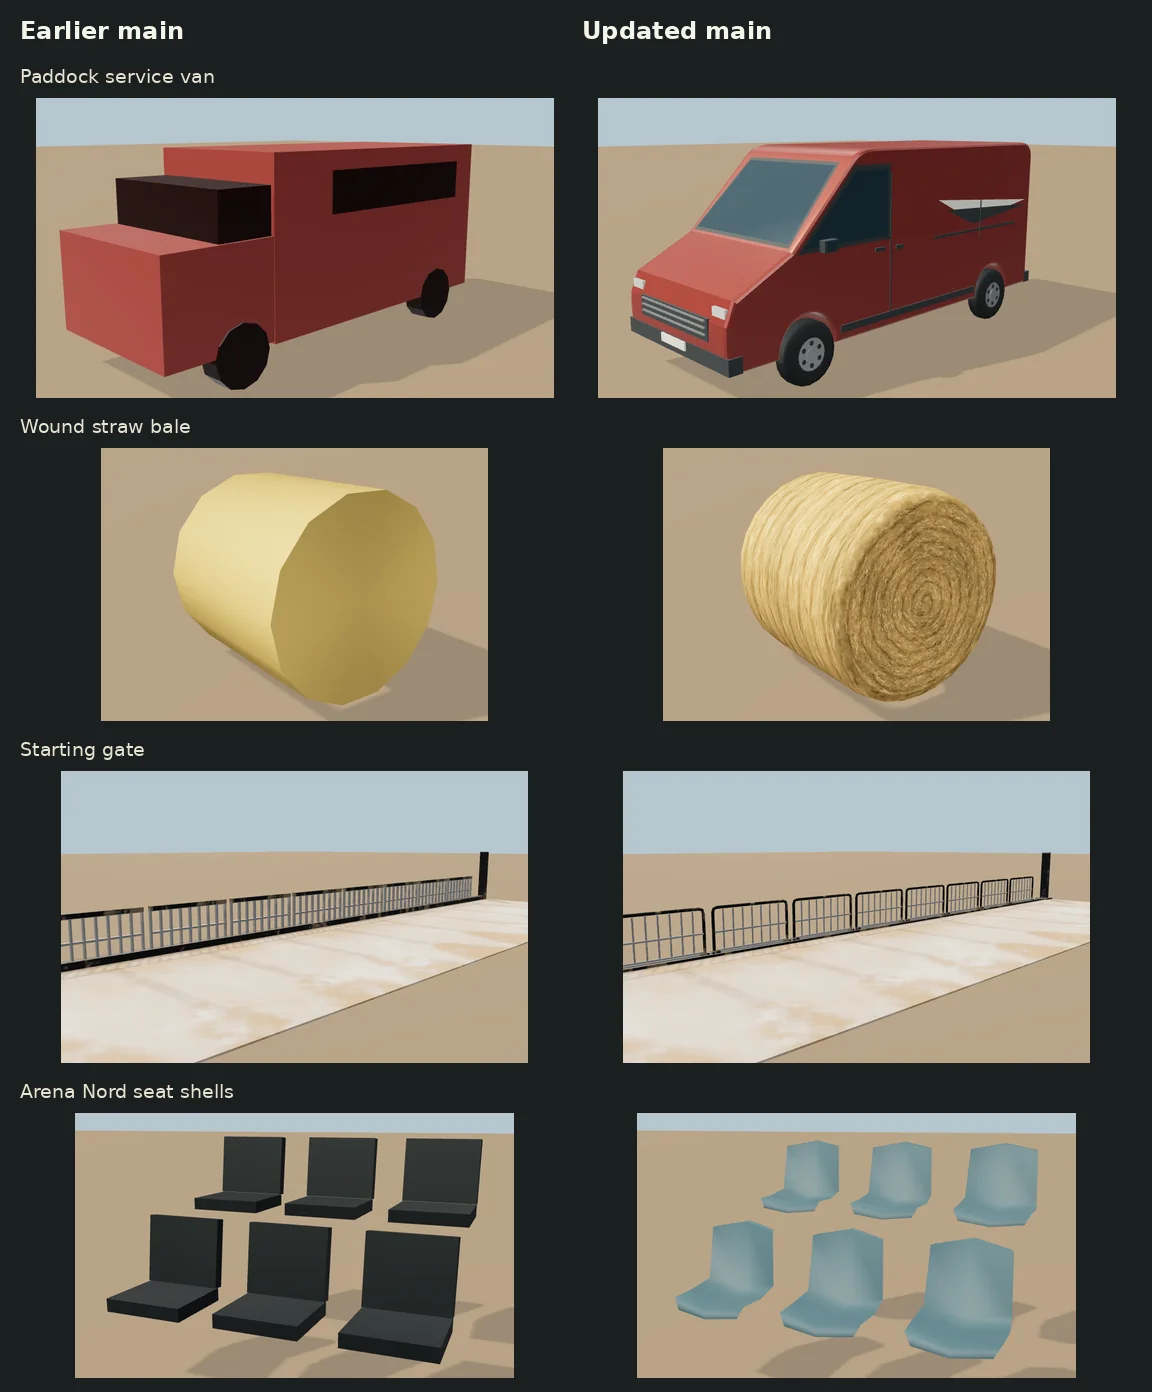 Earlier main
Updated main
Paddock service van
Wound straw bale
Starting gate
Arena Nord seat shells